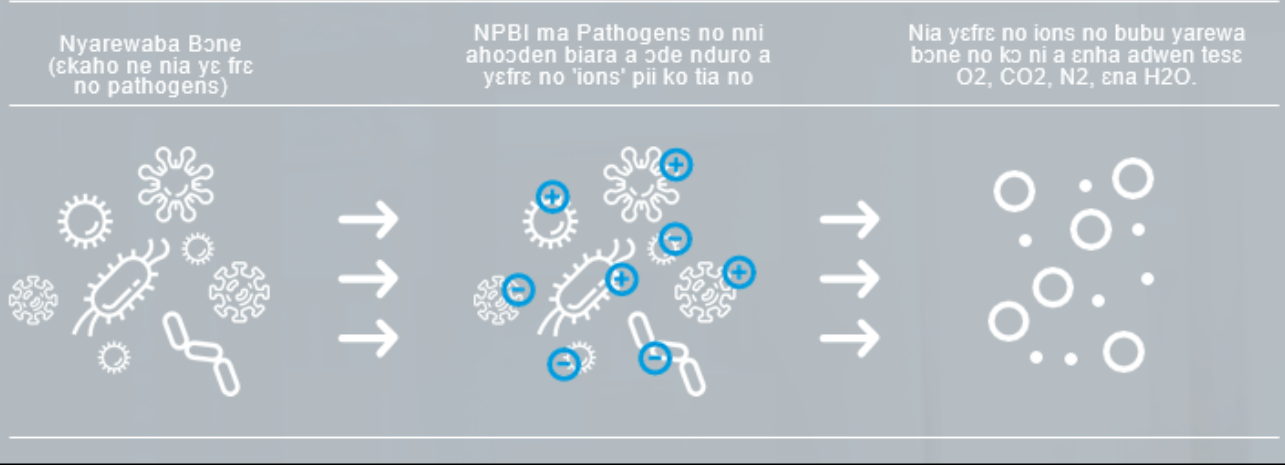 Nyarewaba Bɔne
(ɛkaho ne nia yɛ frɛ
no pathogens)
NPBI ma Pathogens no nni
ahoɔden biara a ɔde nduro a
yɛfrɛ no 'ions' pii ko tia no
Nia yɛfrɛ no ions no bubu yarewa
bɔne no kɔ ni a ɛnha adwen tesɛ
O2, CO2, N2, ɛna H2O.